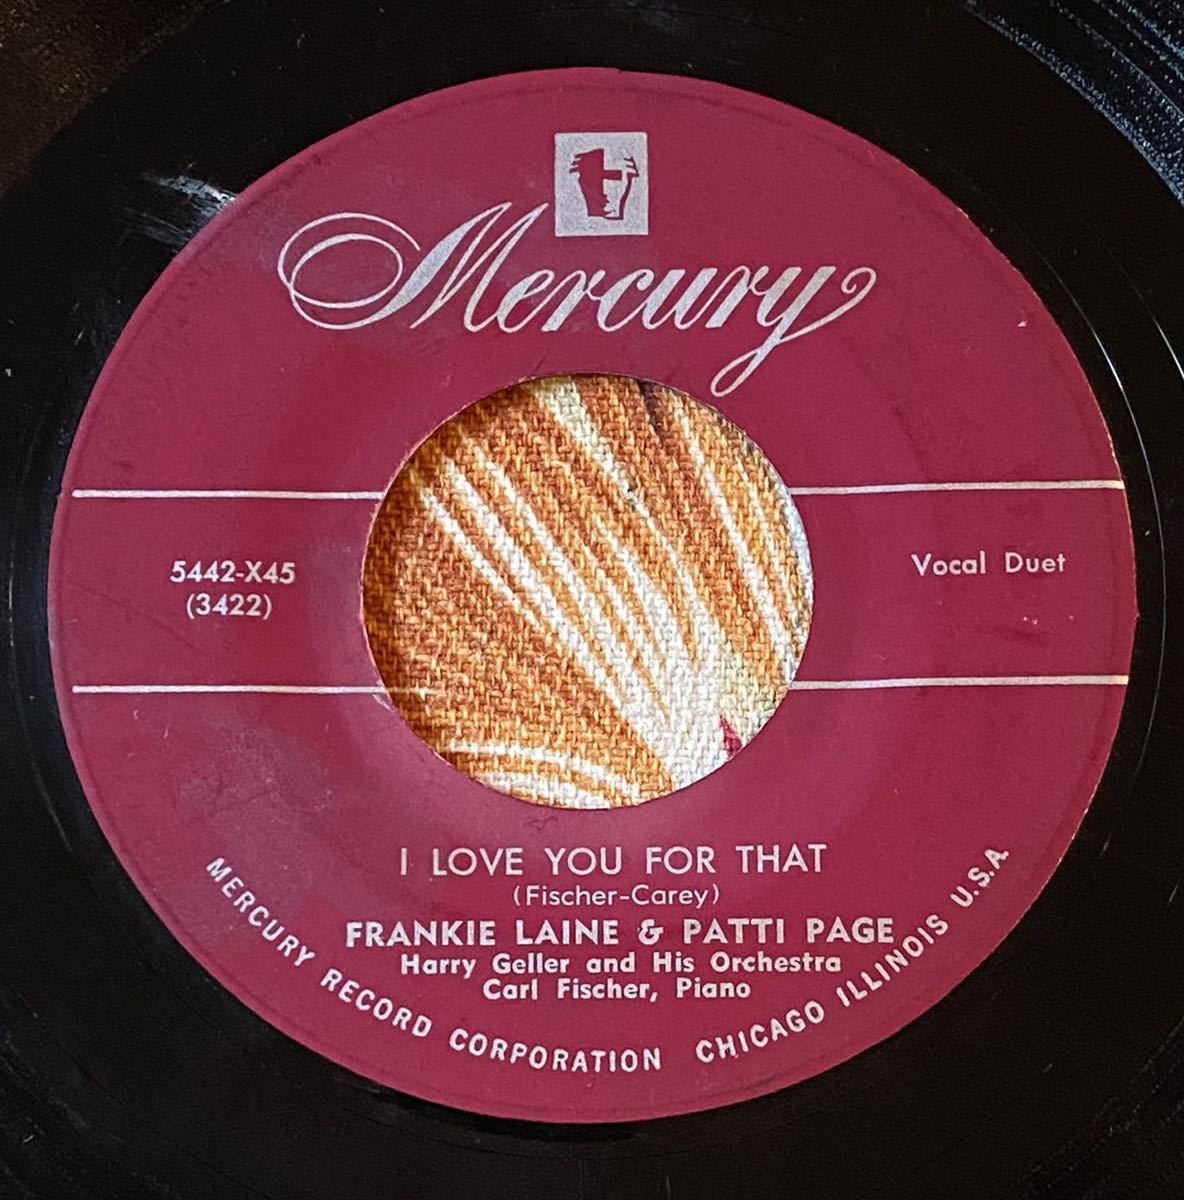 Mercury
5442-X45
(3422)
Vocal Duet
I LOVE YOU FOR THAT
(Fischer-Carey)
FRANKIE LAINE & PATTI PAGE
Harry Geller and His Orchestra
Carl Fischer, Piano
MERCURY RECORD CORPORATION CHICAGO ILLINOIS U.S.A